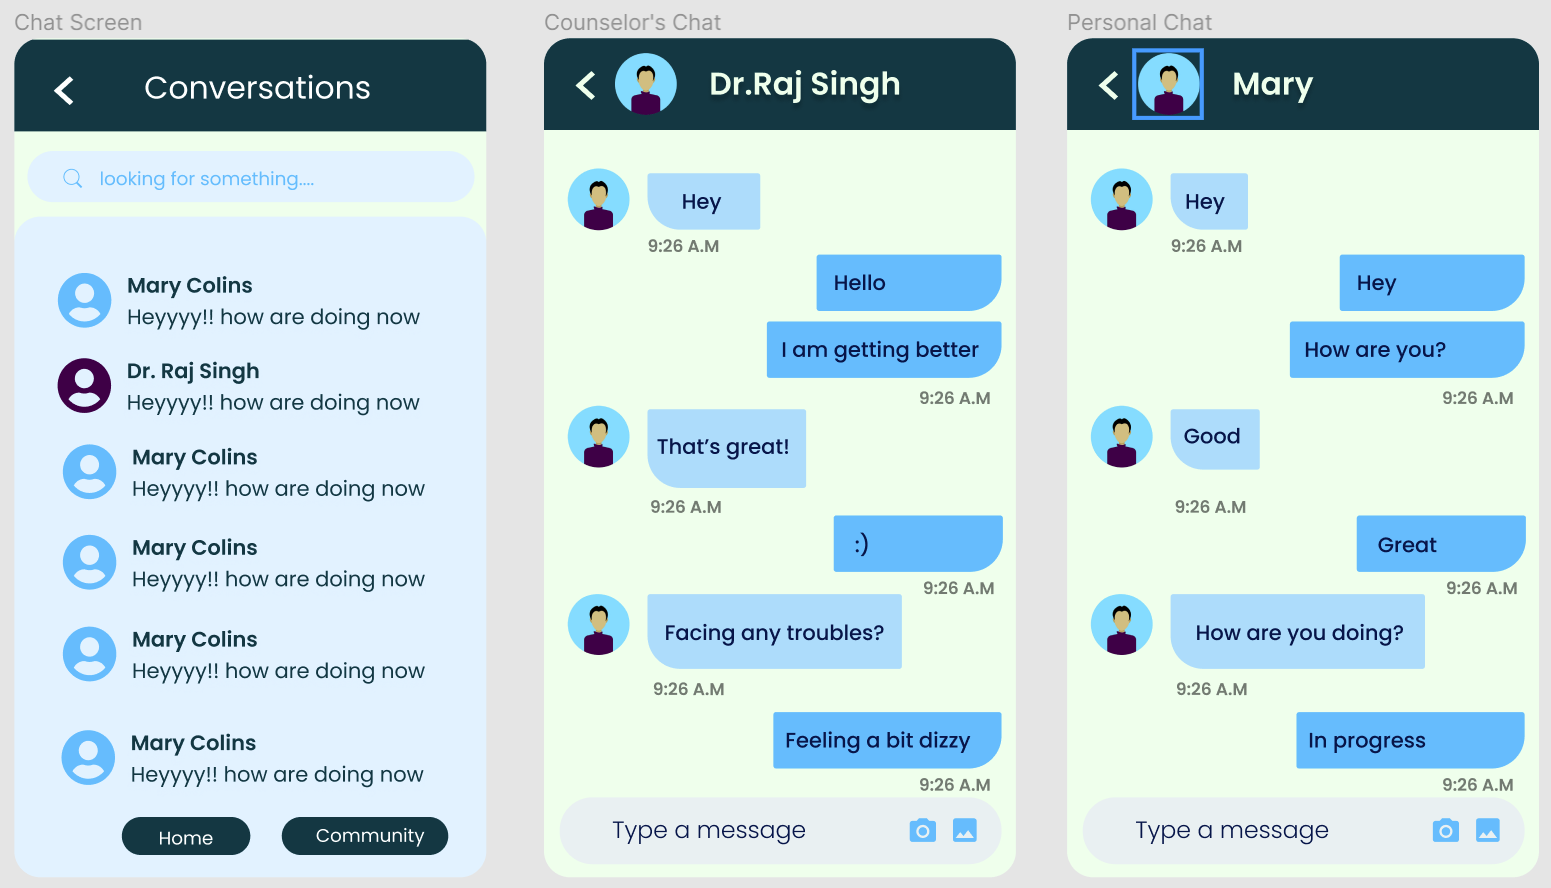 Chat Screen
Conversations
looking for something....
Mary Colins
Heyyyy!! how are doing now
Dr. Raj Singh
Heyyyy!! how are doing now
Mary Colins
Heyyyy!! how are doing now
Mary Colins
Heyyyy!! how are doing now
Mary Colins
Heyyyy!! how are doing now
Mary Colins
Heyyyy!! how are doing now
Home
Community
Counselor's Chat
Dr.Raj Singh
Hey
9:26 A.M
Hello
I am getting better
9:26 A.M
That’s great!
9:26 A.M
:)
9:26 A.M
Facing any troubles?
9:26 A.M
Feeling a bit dizzy
9:26 A.M
Type a message
Personal Chat
Mary
Hey
9:26 A.M
Hey
How are you?
9:26 A.M
Good
9:26 A.M
Great
9:26 A.M
How are you doing?
9:26 A.M
In progress
9:26 A.M
Type a message